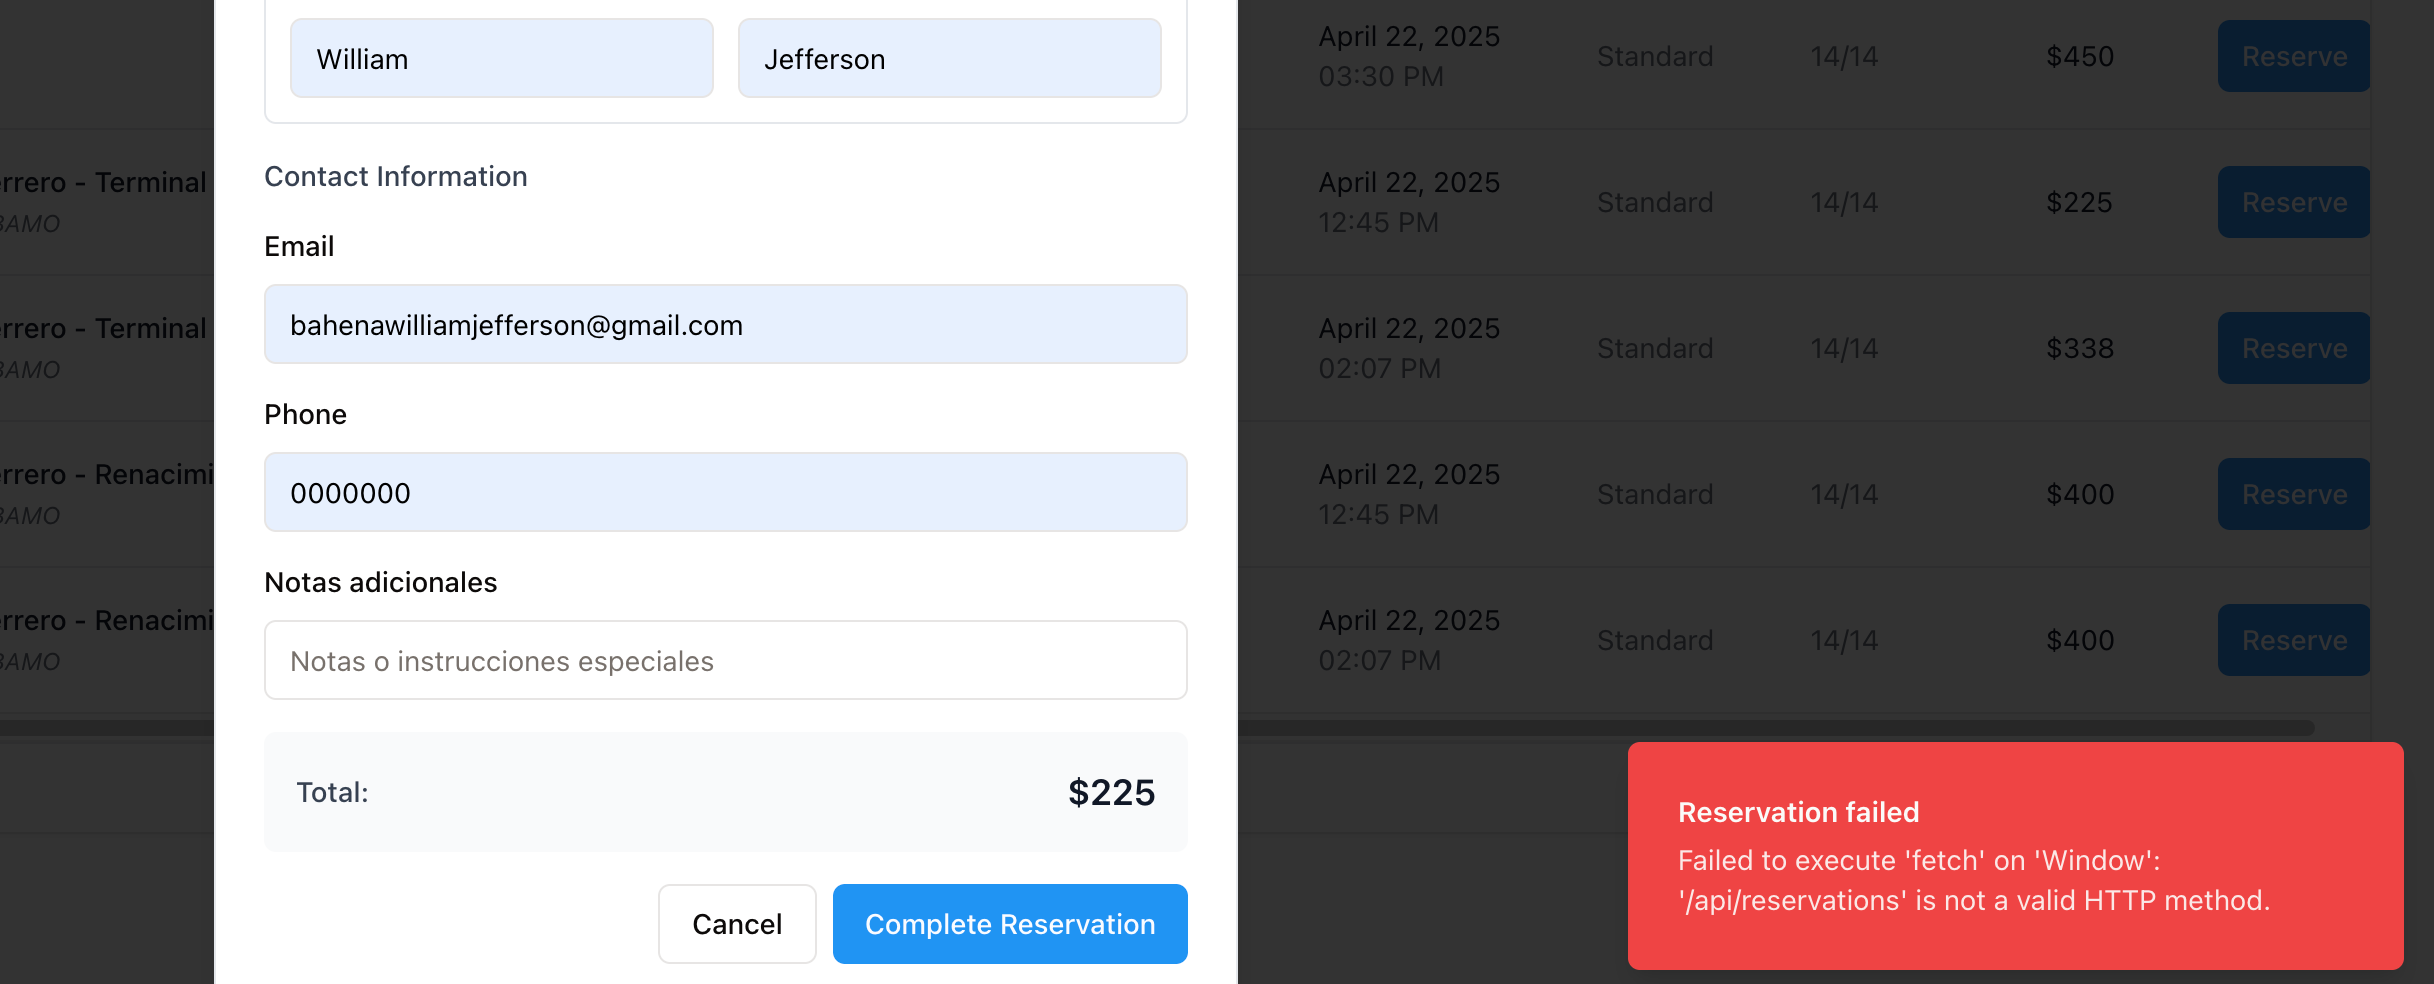 William
Jefferson
Contact Information
Email
bahenawilliamjefferson@gmail.com
Phone
0000000
Notas adicionales
Notas o instrucciones especiales
Total:
$225
Cancel
Complete Reservation
April 22, 2025
03:30 PM
Standard
14/14
$450
Reserve
rrero - Terminal
BAMO
April 22, 2025
12:45 PM
Standard
14/14
$225
Reserve
rrero - Terminal
BAMO
April 22, 2025
02:07 PM
Standard
14/14
$338
Reserve
rrero - Renacimi
BAMO
April 22, 2025
12:45 PM
Standard
14/14
$400
Reserve
rrero - Renacimi
BAMO
April 22, 2025
02:07 PM
Standard
14/14
$400
Reserve
Reservation failed
Failed to execute 'fetch' on 'Window':
'/api/reservations' is not a valid HTTP method.